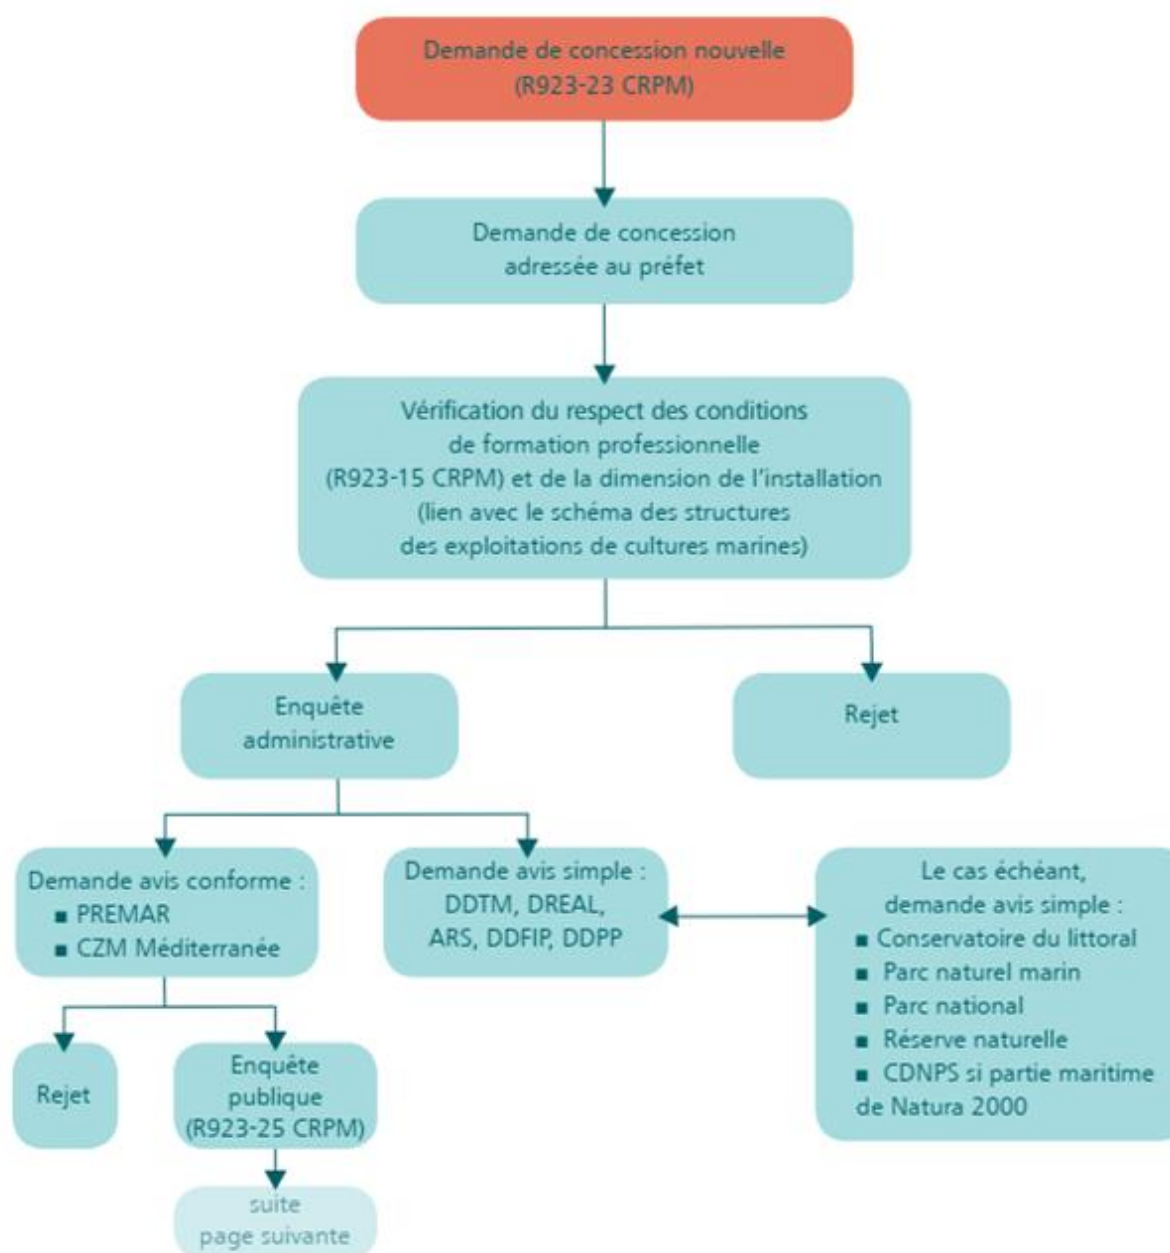 Demande de concession nouvelle
(R923-23 CRPM)
Demande de concession
adressée au préfet
Vérification du respect des conditions
de formation professionnelle
(R923-15 CRPM) et de la dimension de l'installation
(lien avec le schéma des structures
des exploitations de cultures marines)
Enquête
administrative
Rejet
Demande avis conforme :
■ PREMAR
■ CZM Méditerranée
Demande avis simple :
DDTM, DREAL,
ARS, DDFIP, DDPP
Le cas échéant,
demande avis simple :
■ Conservatoire du littoral
■ Parc naturel marin
■ Parc national
■ Réserve naturelle
■ CDNPS si partie maritime
de Natura 2000
Rejet
Enquête
publique
(R923-25 CRPM)
suite
page suivante